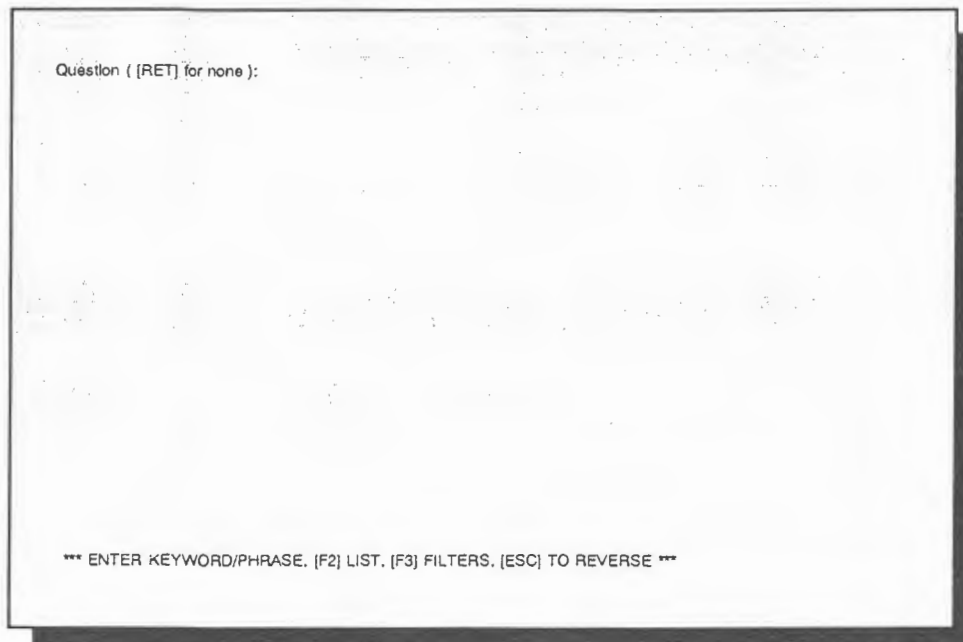 Question ( [RET] for none ):
*** ENTER KEYWORD/PHRASE, [F2] LIST, [F3] FILTERS, [ESC] TO REVERSE ***